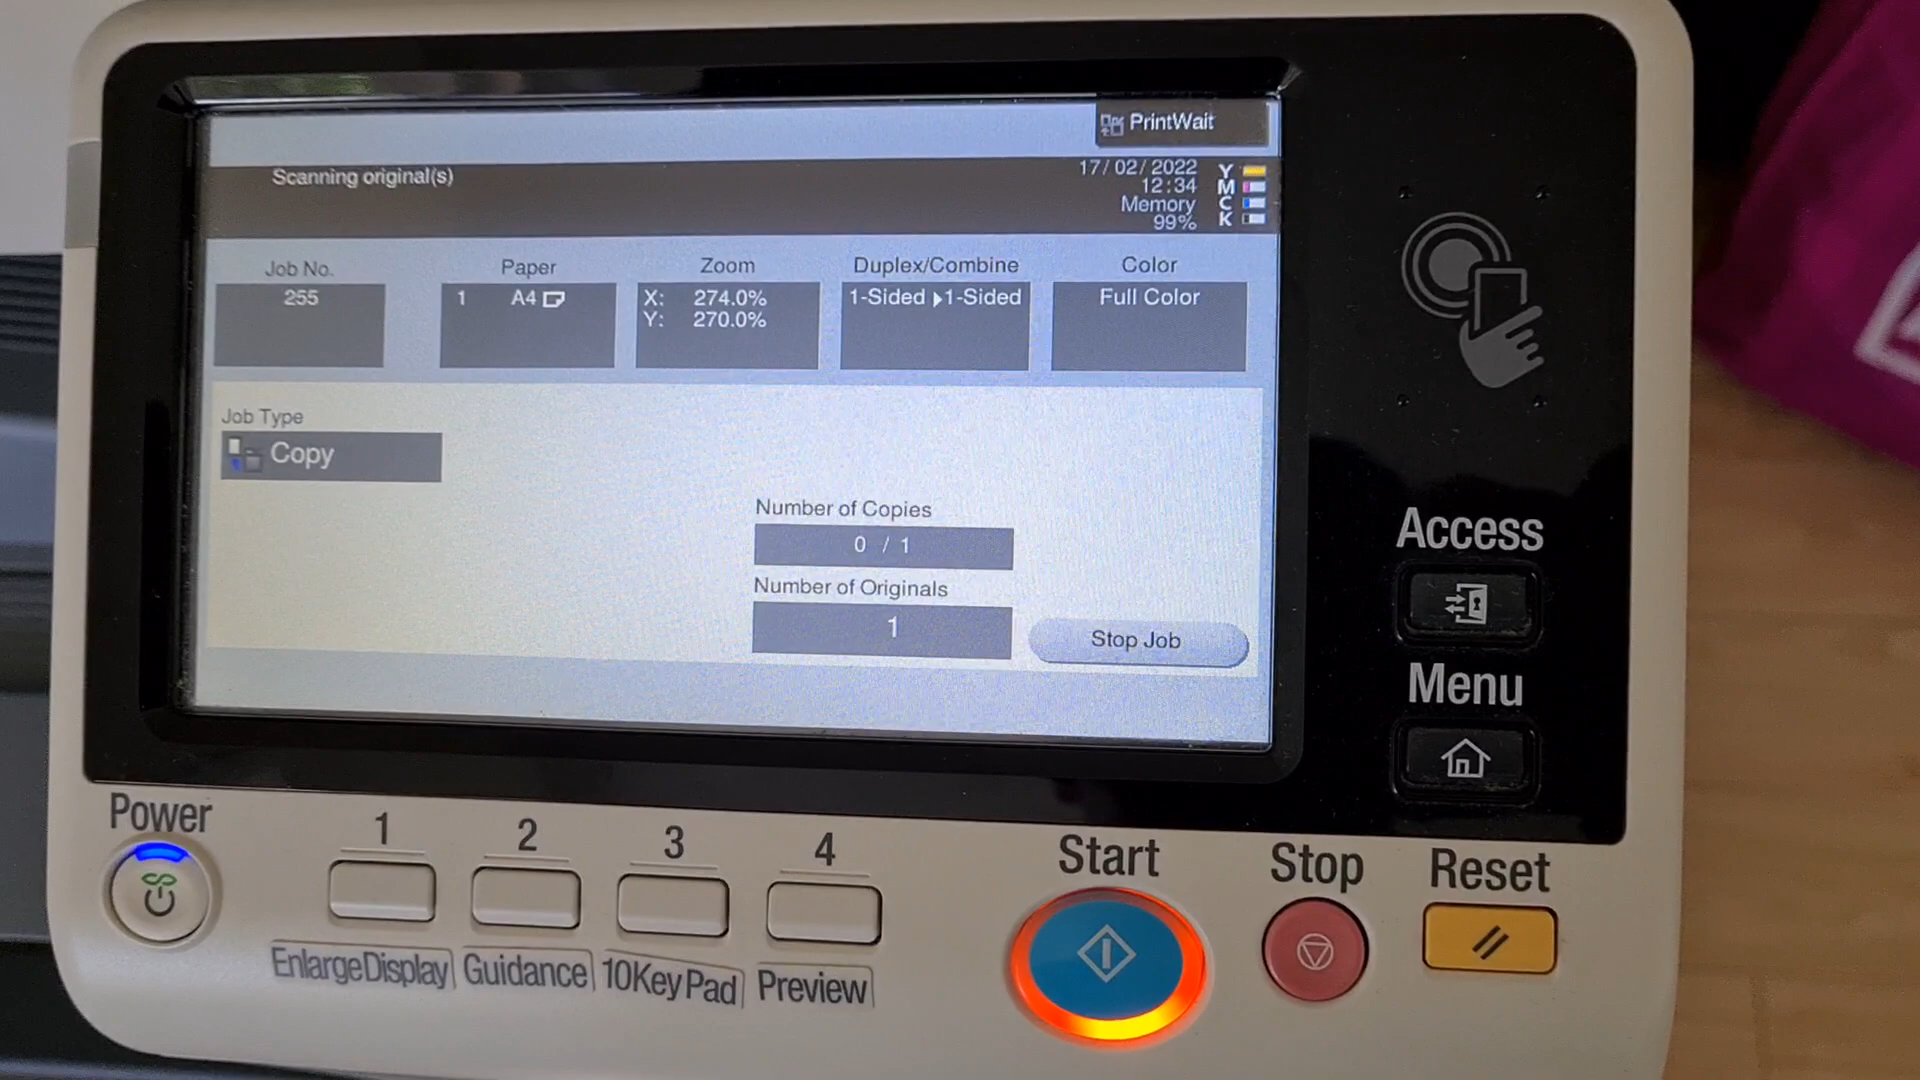 PrintWait
Scanning original(s)
17/02/2022
12:34
Memory
99%
Y
M
C
K
Job No.
255
Paper
1 A4
Zoom
X: 274.0%
Y: 270.0%
Duplex/Combine
1-Sided ▶1-Sided
Color
Full Color
Job Type
Copy
Number of Copies
0 / 1
Number of Originals
1
Stop Job
Access
Menu
Power
1
2
3
4
EnlargeDisplay
Guidance
10KeyPad
Preview
Start
Stop
Reset